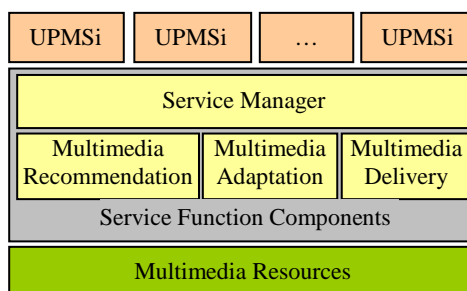 UPMSi UPMSi ... UPMSi
Service Manager
Multimedia Recommendation
Multimedia Adaptation
Multimedia Delivery
Service Function Components
Multimedia Resources